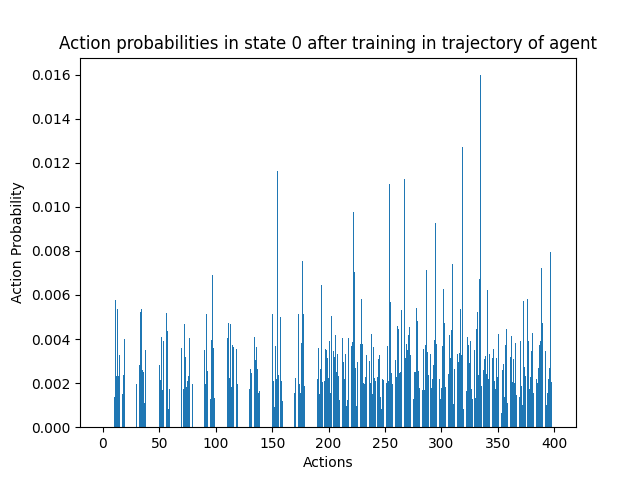 Action probabilities in state 0 after training in trajectory of agent
0.016
0.014
0.012
0.010
0.008
0.006
0.004
0.002
0.000
Action Probability
0 50 100 150 200 250 300 350 400
Actions